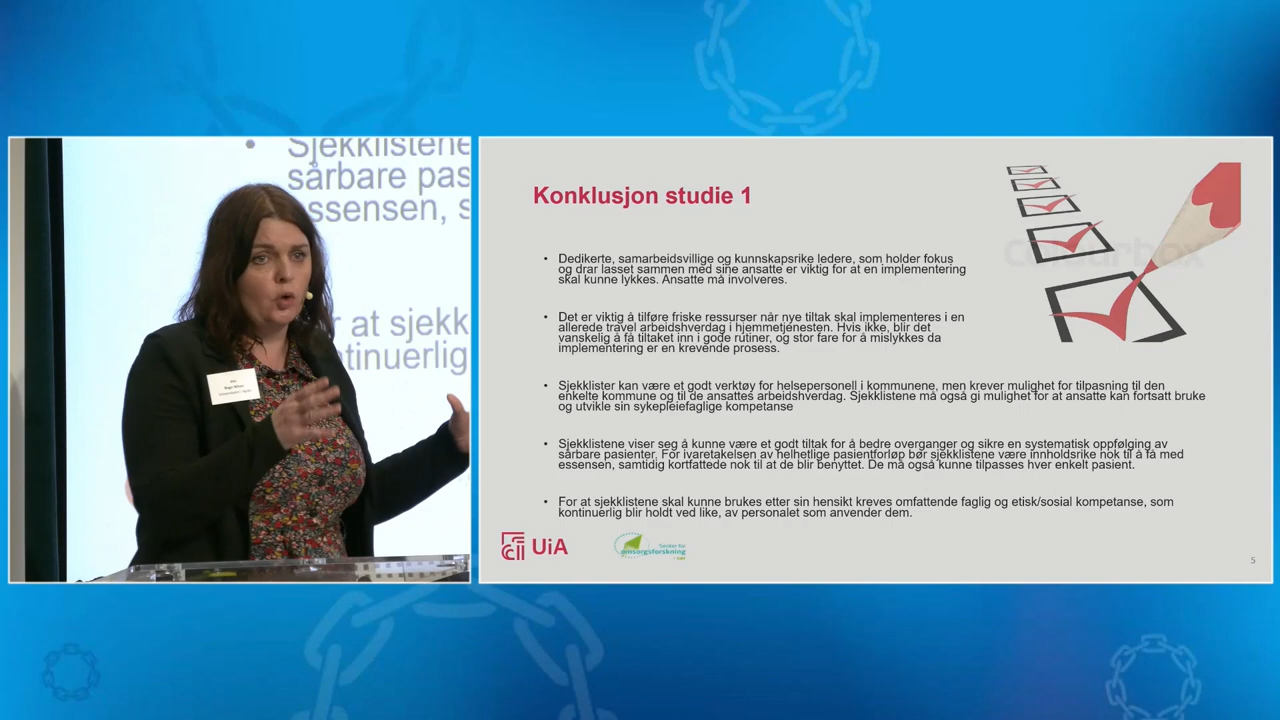 Sjekklistene
sårbare pas
essensen, s
r at sjekk
ntinuerlig
Konklusjon studie 1
• Dedikerte, samarbeidsvillige og kunnskapsrike ledere, som holder fokus
og drar lasset sammen med sine ansatte er viktig for at en implementering
skal kunne lykkes. Ansatte må involveres.
• Det er viktig å tilføre friske ressurser når nye tiltak skal implementeres i en
allerede travel arbeidshverdag i hjemmetjenesten. Hvis ikke, blir det
vanskelig å få tiltaket inn i gode rutiner, og stor fare for å mislykkes da
implementering er en krevende prosess.
• Sjekklister kan være et godt verktøy for helsepersonell i kommunene, men krever mulighet for tilpasning til den
enkelte kommune og til de ansattes arbeidshverdag. Sjekklistene må også gi mulighet for at ansatte kan fortsatt bruke
og utvikle sin sykepleiefaglige kompetanse
• Sjekklistene viser seg å kunne være et godt tiltak for å bedre overganger og sikre en systematisk oppfølging av
sårbare pasienter. For ivaretakelsen av helhetlige pasientforløp bør sjekklistene være innholdsrike nok til å få med
essensen, samtidig kortfattede nok til at de blir benyttet. De må også kunne tilpasses hver enkelt pasient.
• For at sjekklistene skal kunne brukes etter sin hensikt kreves omfattende faglig og etisk/sosial kompetanse, som
kontinuerlig blir holdt ved like, av personalet som anvender dem.
UiA
Senter for
omsorgsforskning
5